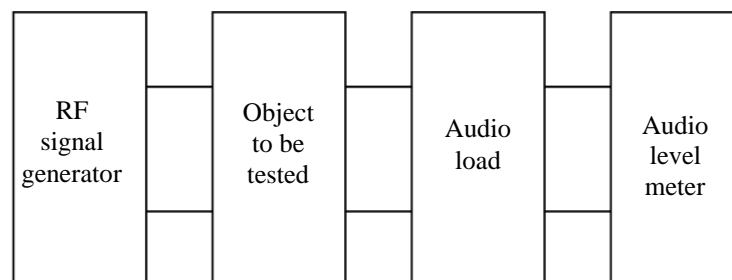 RF
signal
generator
Object
to be
tested
Audio
load
Audio
level
meter